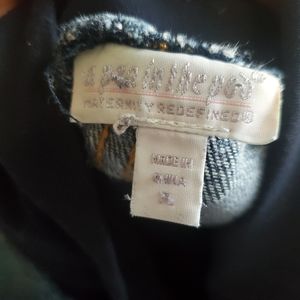 a pea in the pod
MATERNITY REDEFINED®
MADE IN
CHINA